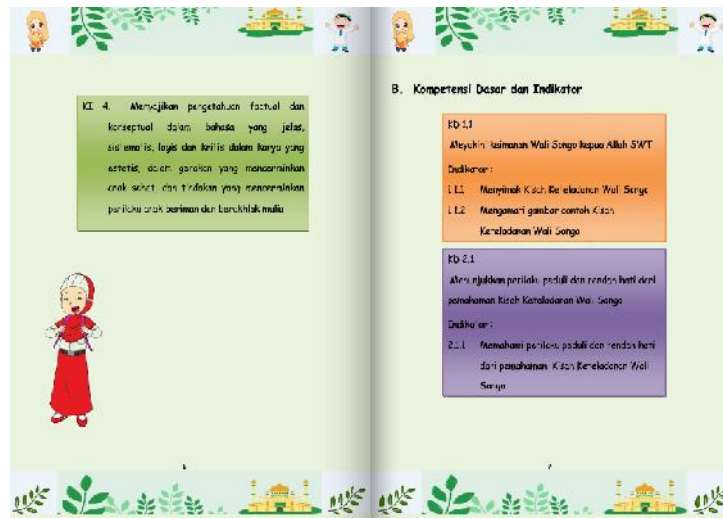 KI 4. Menyajikan pengetahuan factual dan
konseptual dalam bahasa yang jelas,
sistematis, logis dan kritis dalam karya yang
estetis, dalam gerakan yang mencerminkan
anak sehat, dan tindakan yang mencerminkan
perilaku anak beriman dan berakhlak mulia
B. Kompetensi Dasar dan Indikator
KD 1.1
Meyakini keimanan Wali Songo kepua Allah SWT
Indikator :
1.1.1 Menyimak Kisah Keteladanan Wali Songo
1.1.2 Mengamati gambar contoh Kisah
Keteladanan Wali Songo
KD 2.1
Menunjukkan perilaku peduli dan rendah hati dari
pemahaman Kisah Keteladanan Wali Songo
Indikator :
2.1.1 Memahami perilaku peduli dan rendah hati
dari pemahaman Kisah Keteladanan Wali
Songo
7